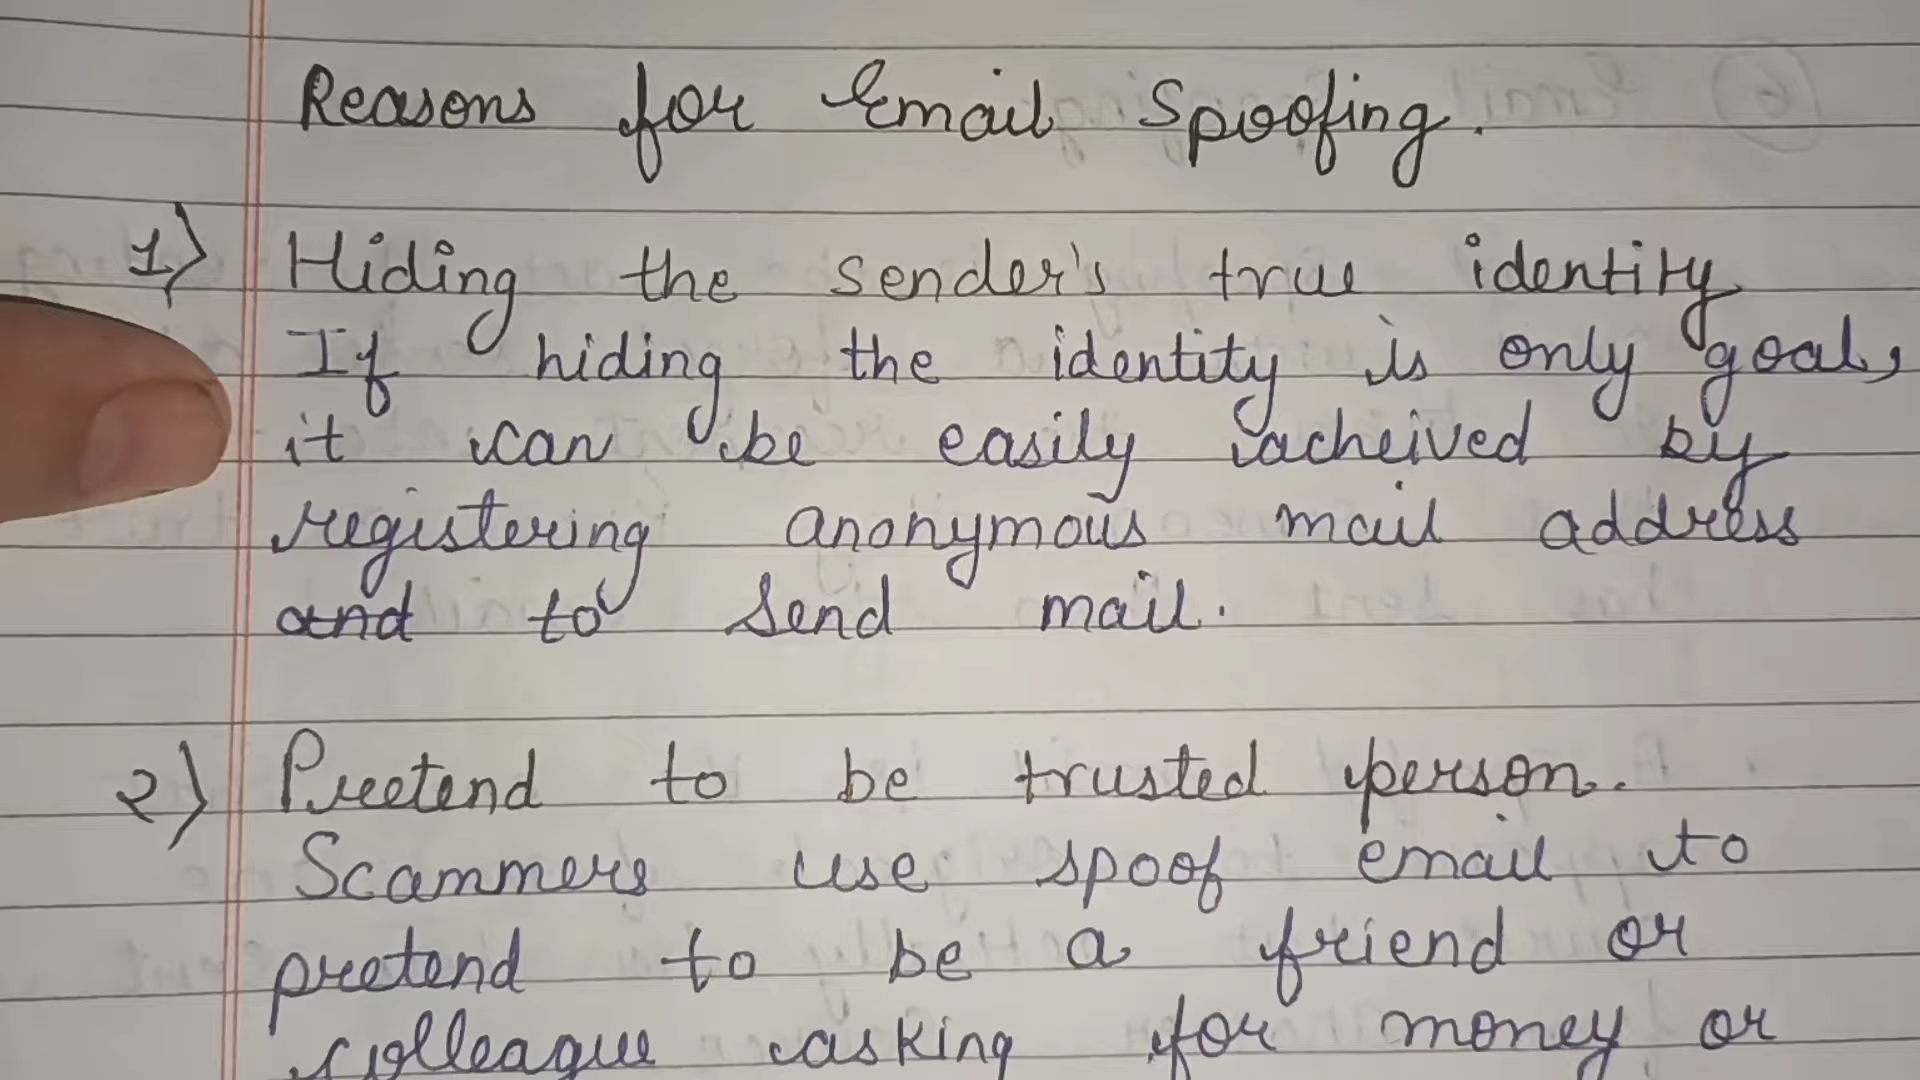 Reasons for Email Spoofing.
1) Hiding the sender's true identity
If hiding the identity is only goal,
it can be easily acheived by
registering anonymous mail address
and to send mail.
2) Pretend to be trusted person.
Scammers use spoof email to
pretend to be a friend or
colleague asking for money or